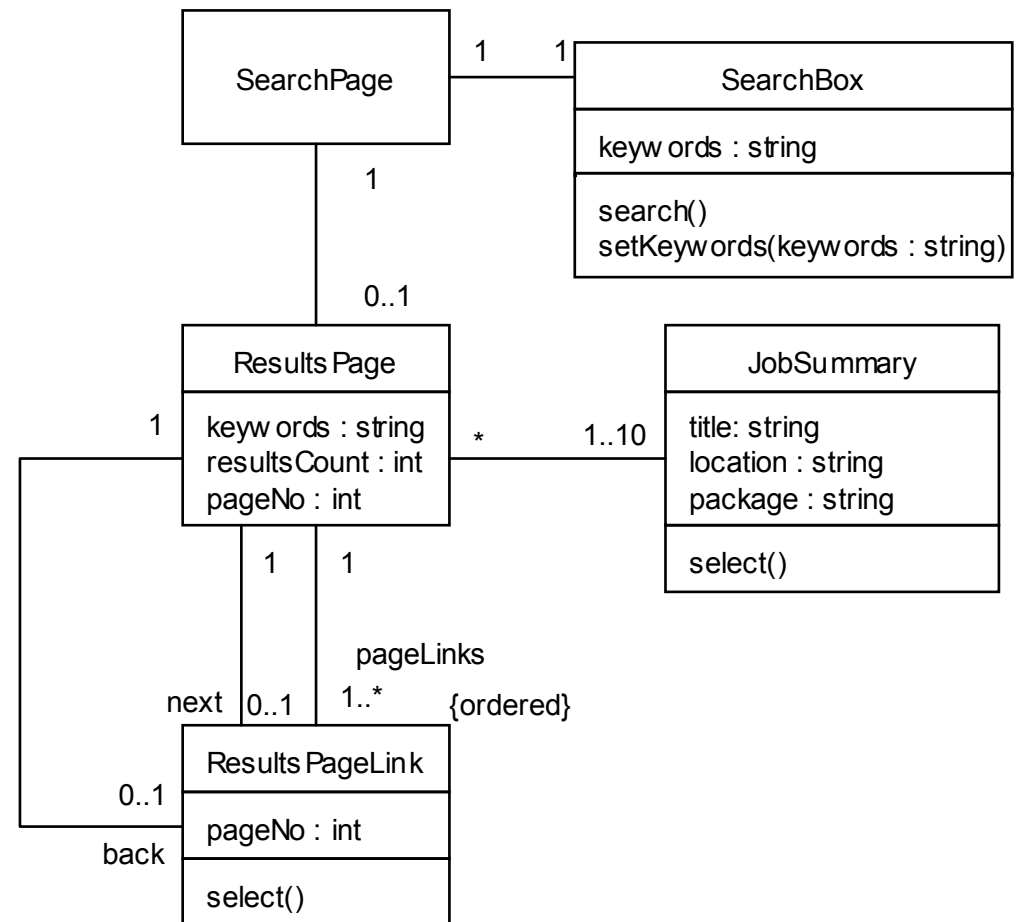 SearchPage
1
1
SearchBox
keywords : string
search()
setKeywords(keywords : string)
1
0..1
ResultsPage
keywords : string
resultsCount : int
pageNo : int
1
*
1..10
JobSummary
title: string
location : string
package : string
select()
1
1
pageLinks
next
0..1
1..*
{ordered}
ResultsPageLink
pageNo : int
select()
0..1
back